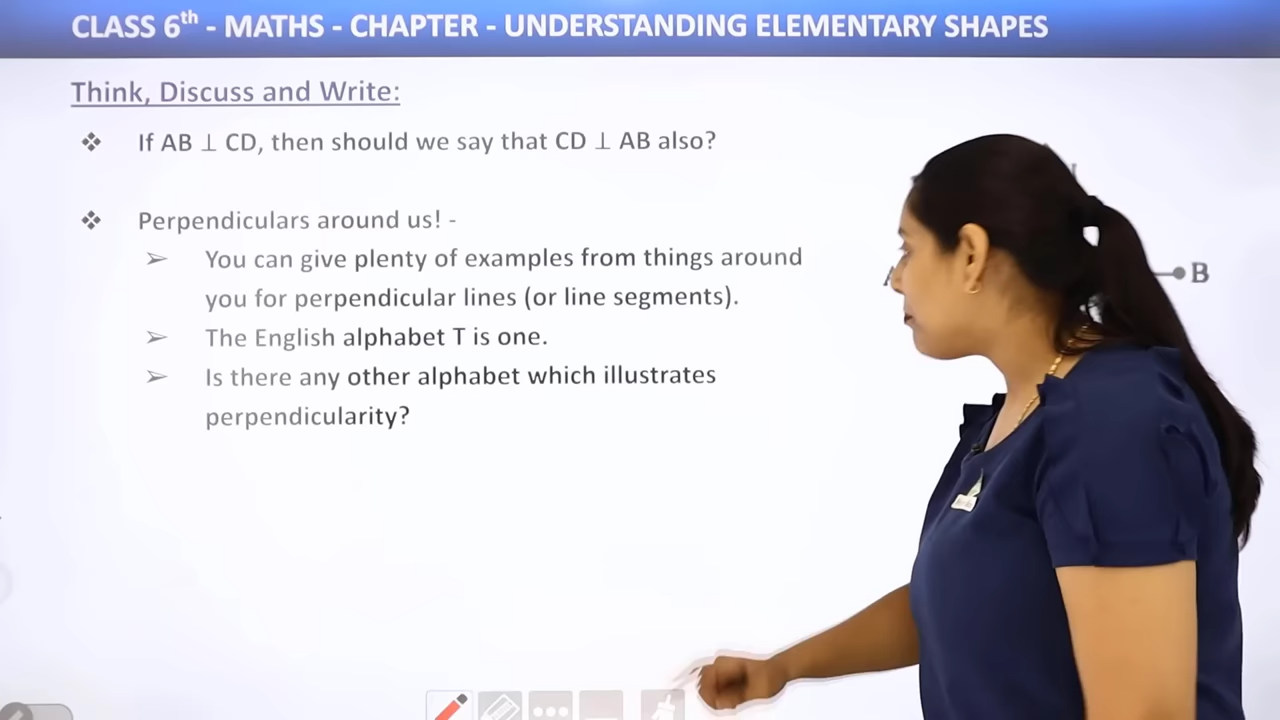 CLASS 6th - MATHS - CHAPTER - UNDERSTANDING ELEMENTARY SHAPES
Think, Discuss and Write:
❖ If AB ⊥ CD, then should we say that CD ⊥ AB also?
❖ Perpendiculars around us! -
➢ You can give plenty of examples from things around
you for perpendicular lines (or line segments).
B
➢ The English alphabet T is one.
➢ Is there any other alphabet which illustrates
perpendicularity?